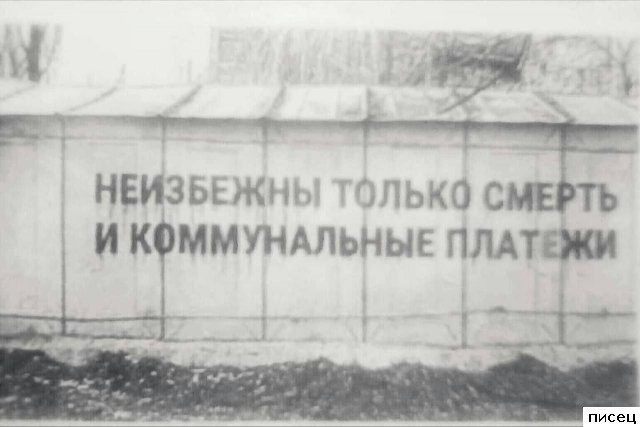 НЕИЗБЕЖНЫ ТОЛЬКО СМЕРТЬ
И КОММУНАЛЬНЫЕ ПЛАТЕЖИ
писец